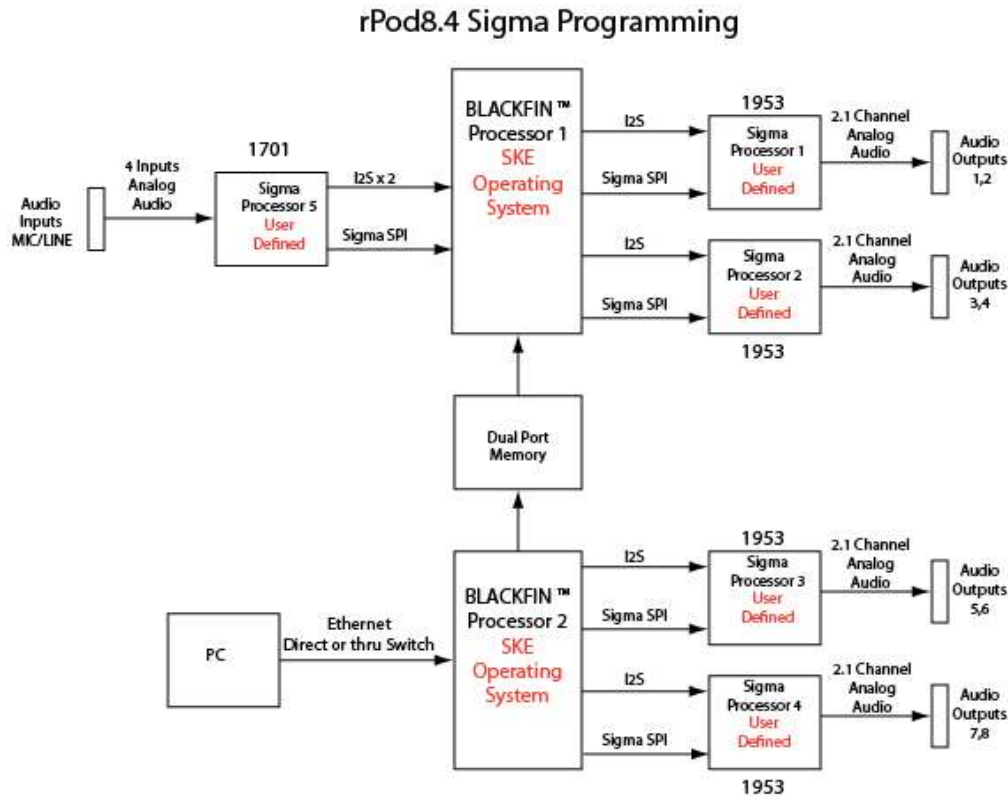 rPod8.4 Sigma Programming
Audio
Inputs
MIC/LINE
4 Inputs
Analog
Audio
1701
Sigma
Processor 5
User
Defined
I2S x 2
Sigma SPI
BLACKFIN ™
Processor 1
SKE
Operating
System
I2S
Sigma SPI
1953
Sigma
Processor 1
User
Defined
2.1 Channel
Analog
Audio
Audio
Outputs
1,2
I2S
Sigma SPI
Sigma
Processor 2
User
Defined
1953
2.1 Channel
Analog
Audio
Audio
Outputs
3,4
Dual Port
Memory
PC
Ethernet
Direct or thru Switch
BLACKFIN ™
Processor 2
SKE
Operating
System
I2S
Sigma SPI
1953
Sigma
Processor 3
User
Defined
2.1 Channel
Analog
Audio
Audio
Outputs
5,6
I2S
Sigma SPI
Sigma
Processor 4
User
Defined
1953
2.1 Channel
Analog
Audio
Audio
Outputs
7,8